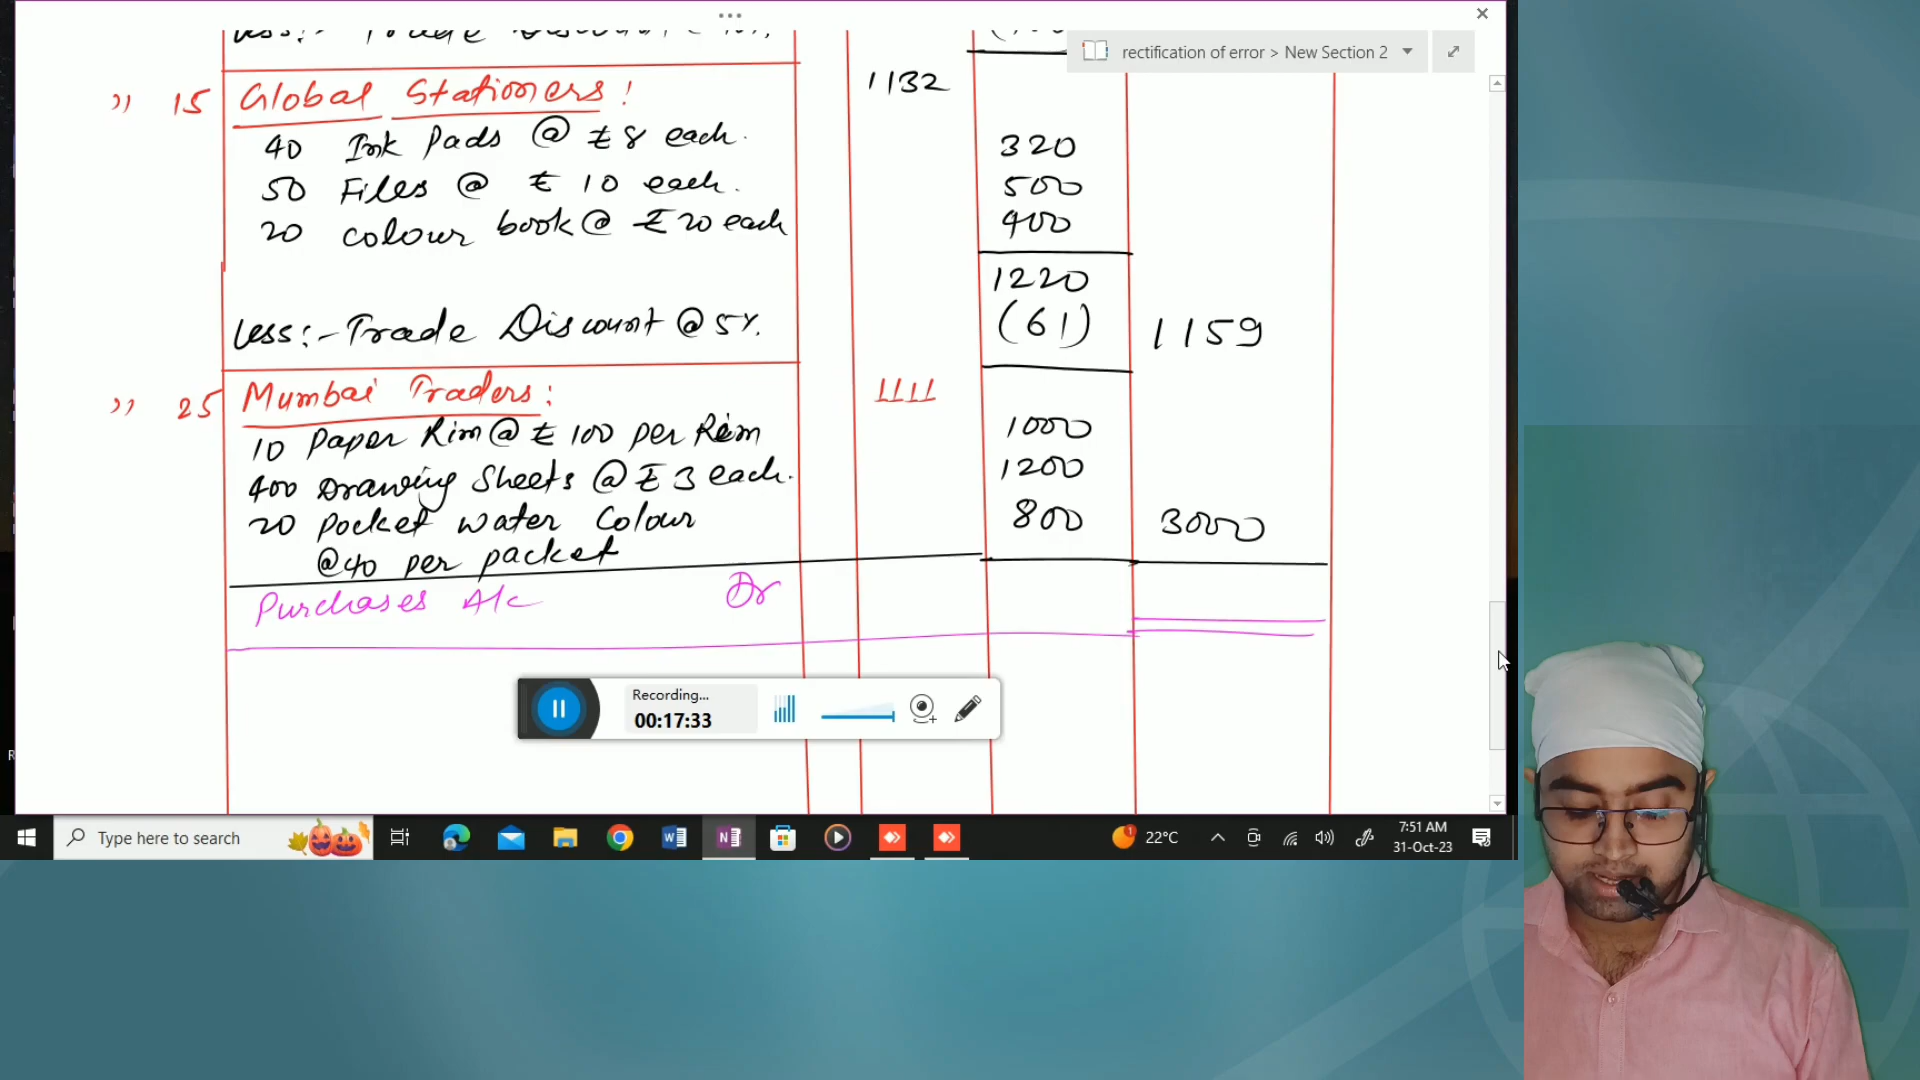 rectification of error > New Section 2
Less:- Trade Discount @ 10%.
1132
,, 15 Global Stationers!
40 Ink Pads @ ₹ 8 each. 320
50 Files @ ₹ 10 each. 500
20 colour book @ ₹ 20 each 400
1220
Less:- Trade Discount @ 5%. (61) 1159
,, 25 Mumbai Traders: 1111
10 Paper Rim @ ₹ 100 per Rim 1000
400 Drawing Sheets @ ₹ 3 each. 1200
20 Pocket water Colour 800 3000
@ 40 per packet
Purchases A/c Dr
Recording...
00:17:33
Type here to search
22°C
7:51 AM
31-Oct-23